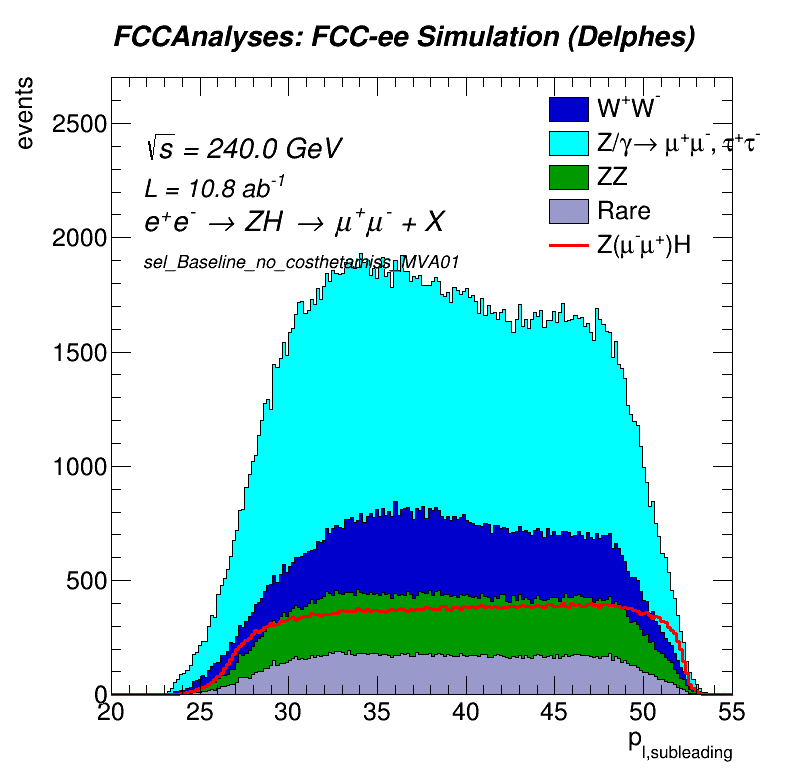 FCCAnalyses: FCC-ee Simulation (Delphes)
events
2500
2000
1500
1000
500
0
√s = 240.0 GeV
L = 10.8 ab⁻¹
e⁺e⁻ → ZH → μ⁺μ⁻ + X
sel_Baseline_no_costhetamiss_MVA01
W⁺W⁻
Z/γ→ μ⁺μ⁻, τ⁺τ⁻
ZZ
Rare
Z(μ⁻μ⁺)H
20 25 30 35 40 45 50 55
p_l,subleading